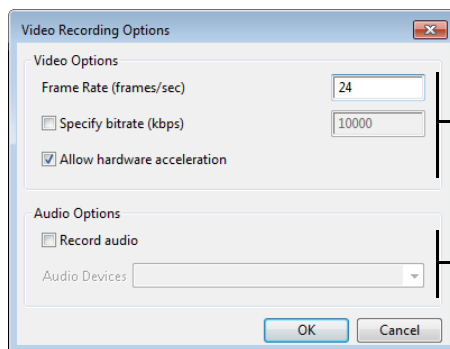 Video Recording Options
Video Options
Frame Rate (frames/sec) 24
Specify bitrate (kbps) 10000
Allow hardware acceleration
Audio Options
Record audio
Audio Devices
OK Cancel